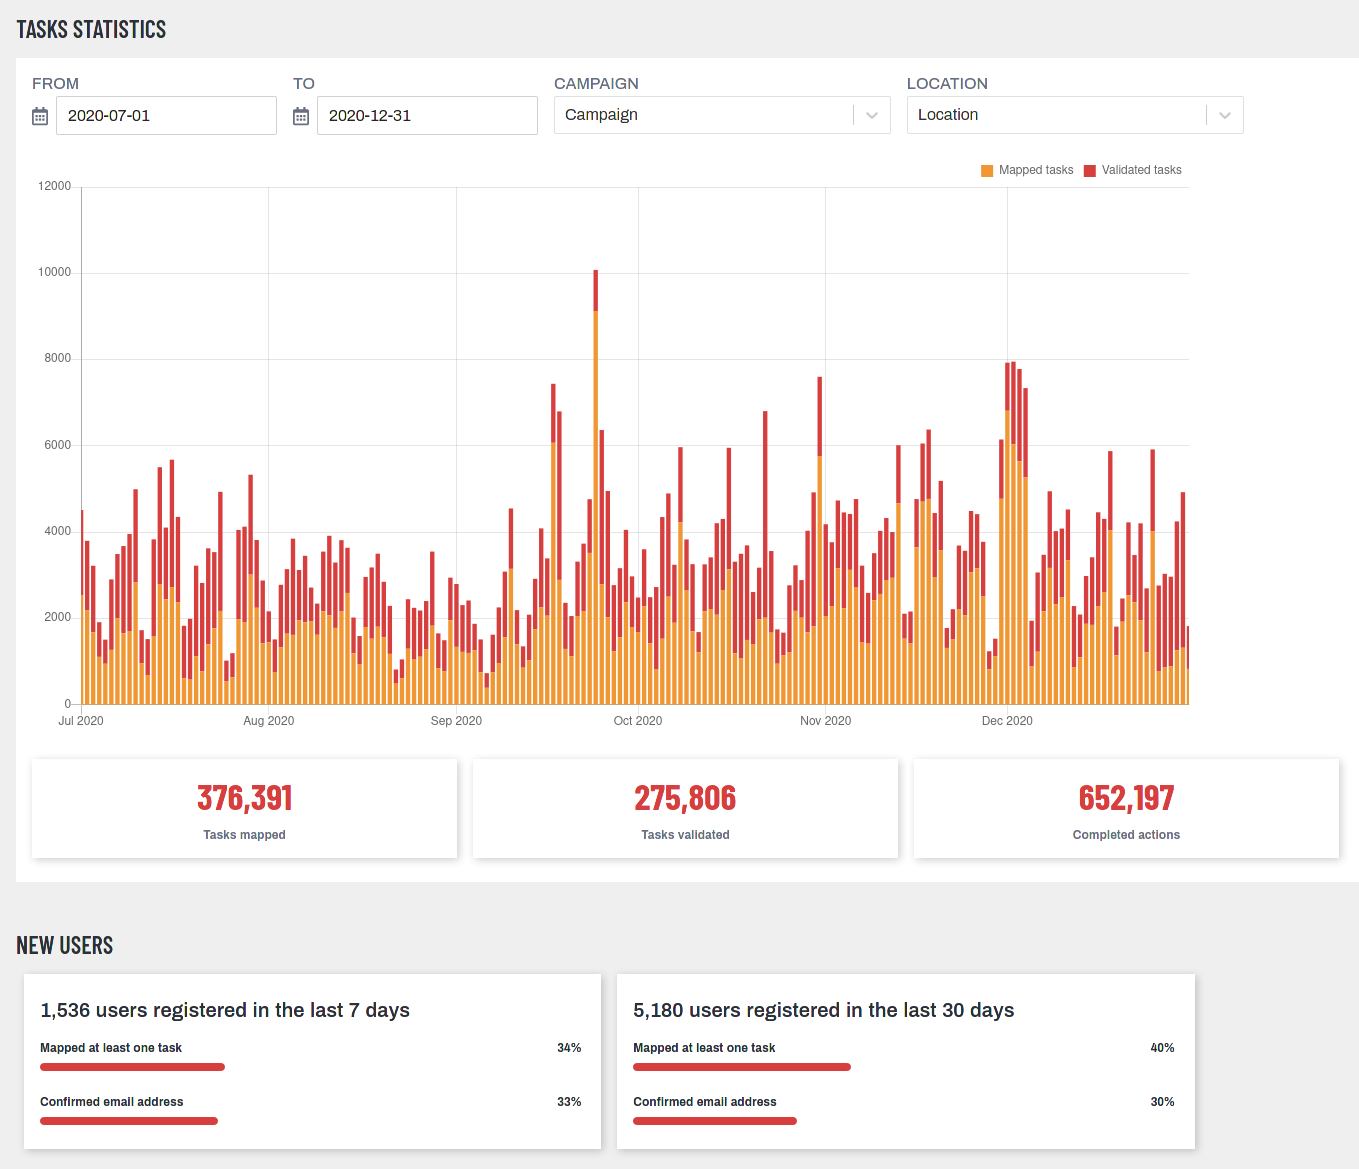 TASKS STATISTICS
FROM TO CAMPAIGN LOCATION
2020-07-01 2020-12-31 Campaign Location
Mapped tasks Validated tasks
12000
10000
8000
6000
4000
2000
0
Jul 2020 Aug 2020 Sep 2020 Oct 2020 Nov 2020 Dec 2020
376,391 275,806 652,197
Tasks mapped Tasks validated Completed actions
NEW USERS
1,536 users registered in the last 7 days
Mapped at least one task 34%
Confirmed email address 33%
5,180 users registered in the last 30 days
Mapped at least one task 40%
Confirmed email address 30%